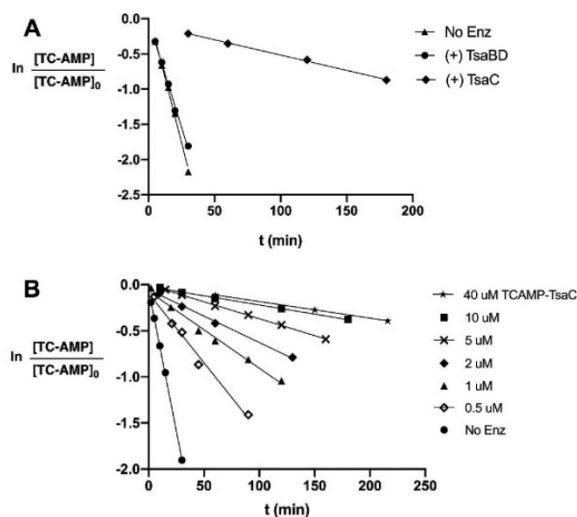 A
ln [TC-AMP]
[TC-AMP]0
0.0
-0.5
-1.0
-1.5
-2.0
-2.5
0 50 100 150 200
t (min)
No Enz
(+) TsaBD
(+) TsaC
B
ln [TC-AMP]
[TC-AMP]0
0.0
-0.5
-1.0
-1.5
-2.0
0 50 100 150 200 250
t (min)
40 uM TCAMP-TsaC
10 uM
5 uM
2 uM
1 uM
0.5 uM
No Enz